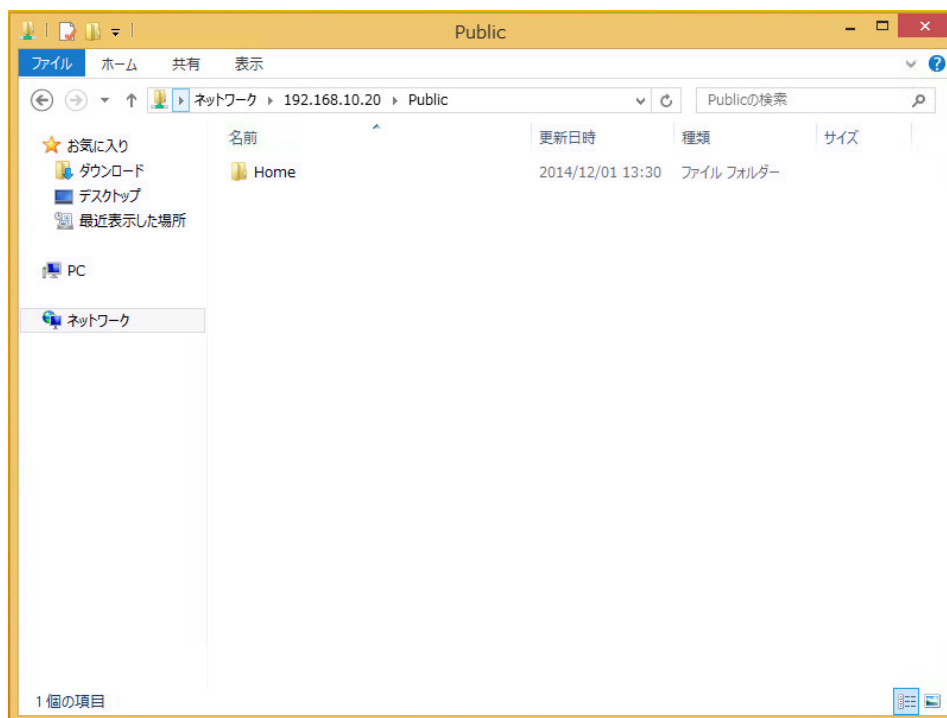 Public
ファイル ホーム 共有 表示
ネットワーク 192.168.10.20 Public Publicの検索
名前 更新日時 種類 サイズ
お気に入り
ダウンロード
デスクトップ
最近表示した場所
PC
ネットワーク
Home 2014/12/01 13:30 ファイル フォルダー
1 個の項目